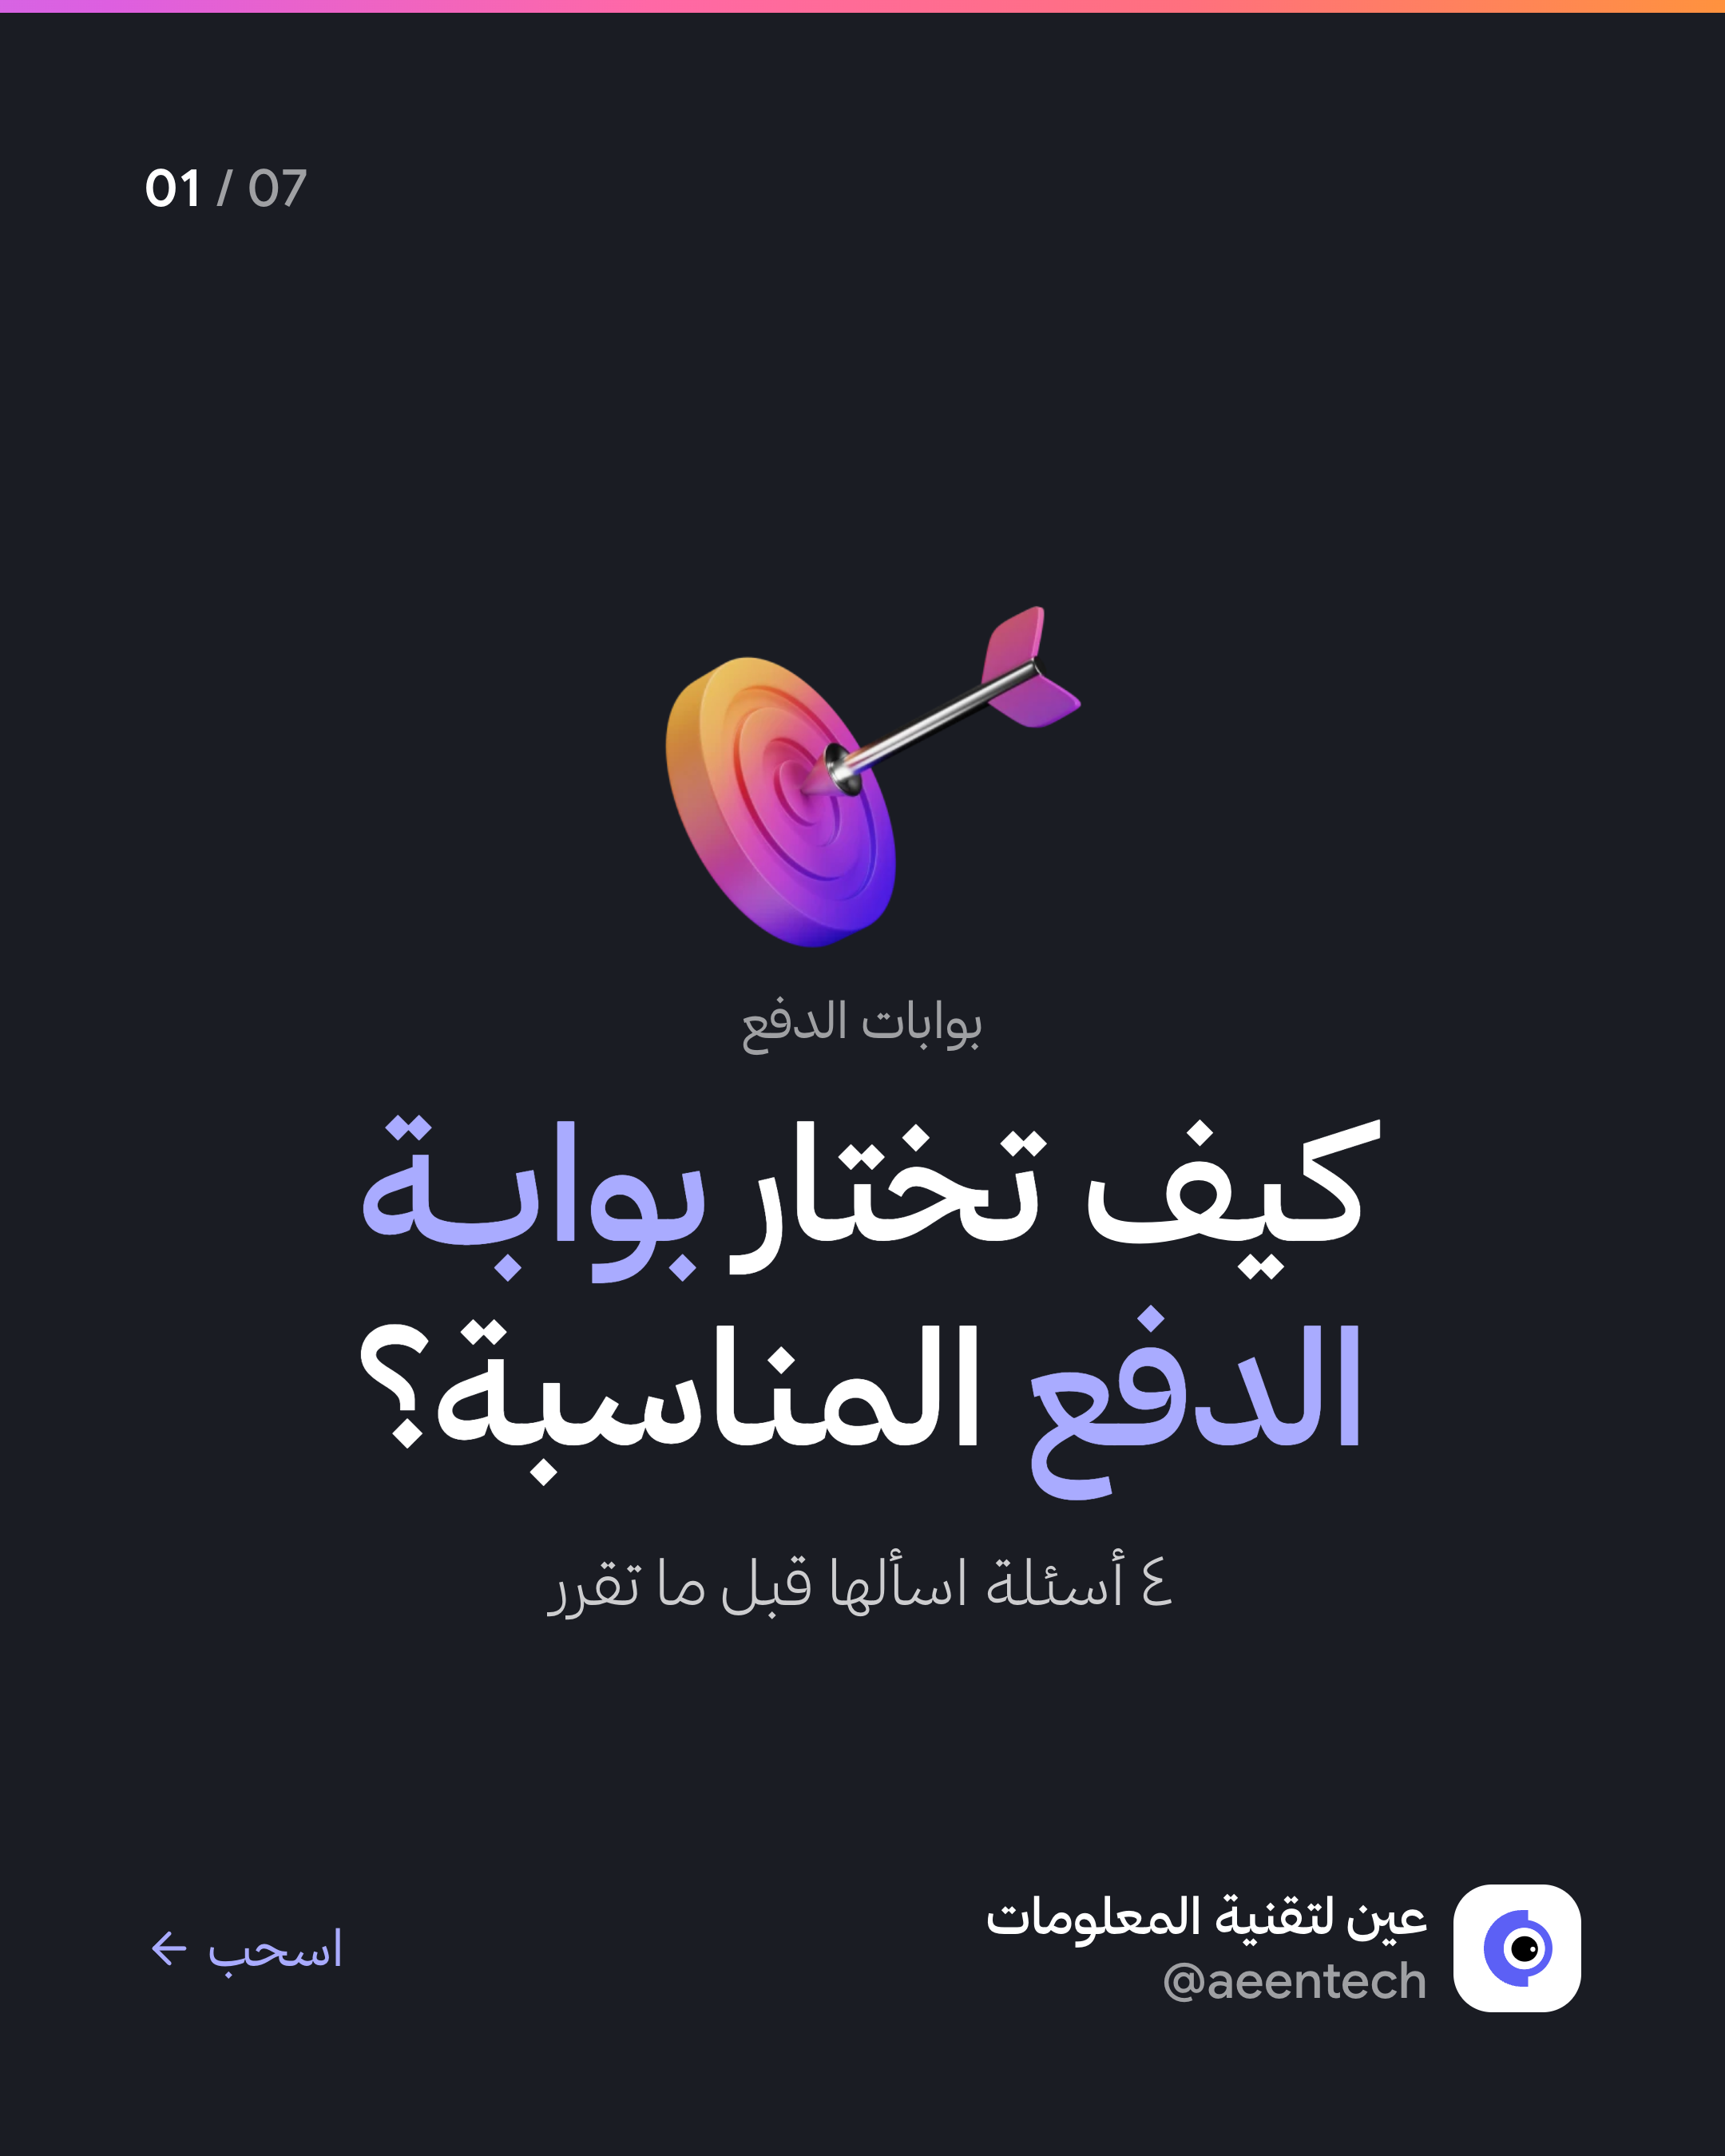 01 / 07
بوابات الدفع
كيف تختار بوابة
الدفع المناسبة؟
٤ أسئلة اسألها قبل ما تقرر
عين لتقنية المعلومات
@aeentech
اسحب ←